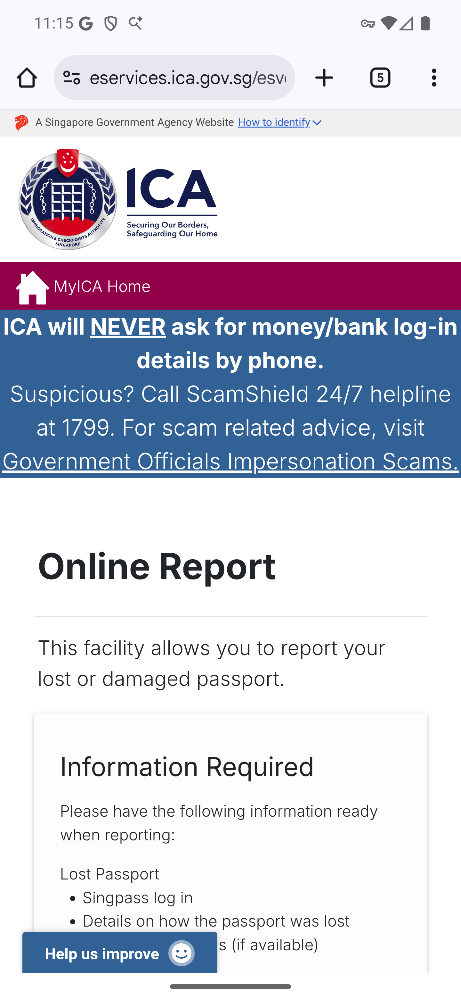 11:15
eservices.ica.gov.sg/esv
5
A Singapore Government Agency Website How to identify
IMMIGRATION & CHECKPOINTS AUTHORITY
SINGAPORE
ICA
Securing Our Borders,
Safeguarding Our Home
MyICA Home
ICA will NEVER ask for money/bank log-in
details by phone.
Suspicious? Call ScamShield 24/7 helpline
at 1799. For scam related advice, visit
Government Officials Impersonation Scams.
Online Report
This facility allows you to report your
lost or damaged passport.
Information Required
Please have the following information ready
when reporting:
Lost Passport
• Singpass log in
• Details on how the passport was lost
s (if available)
Help us improve